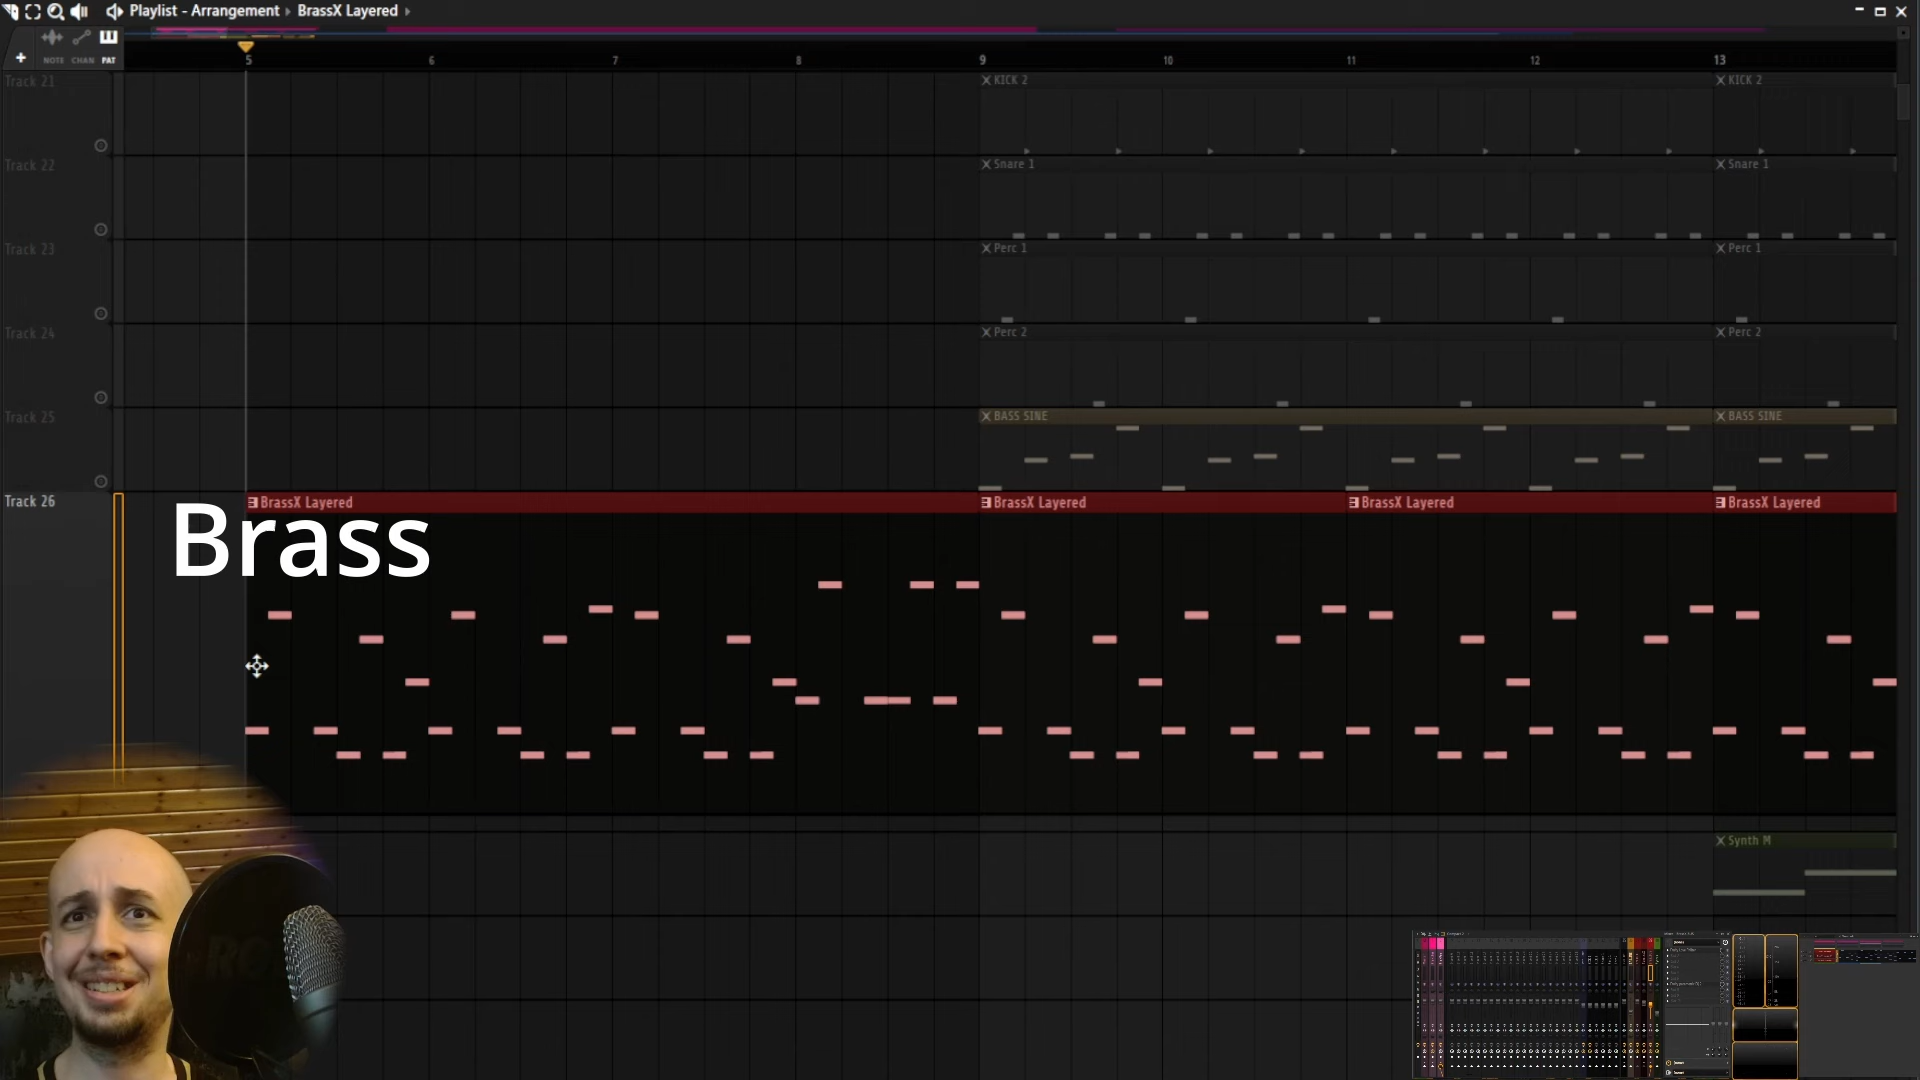 Playlist - Arrangement ▸ BrassX Layered ▸
NOTE CHAN PAT
5 6 7 8 9 10 11 12 13
Track 21
KICK 2 KICK 2
Track 22
Snare 1 Snare 1
Track 23
Perc 1 Perc 1
Track 24
Perc 2 Perc 2
Track 25
BASS SINE BASS SINE
Track 26
BrassX Layered BrassX Layered BrassX Layered BrassX Layered
Brass
Synth M